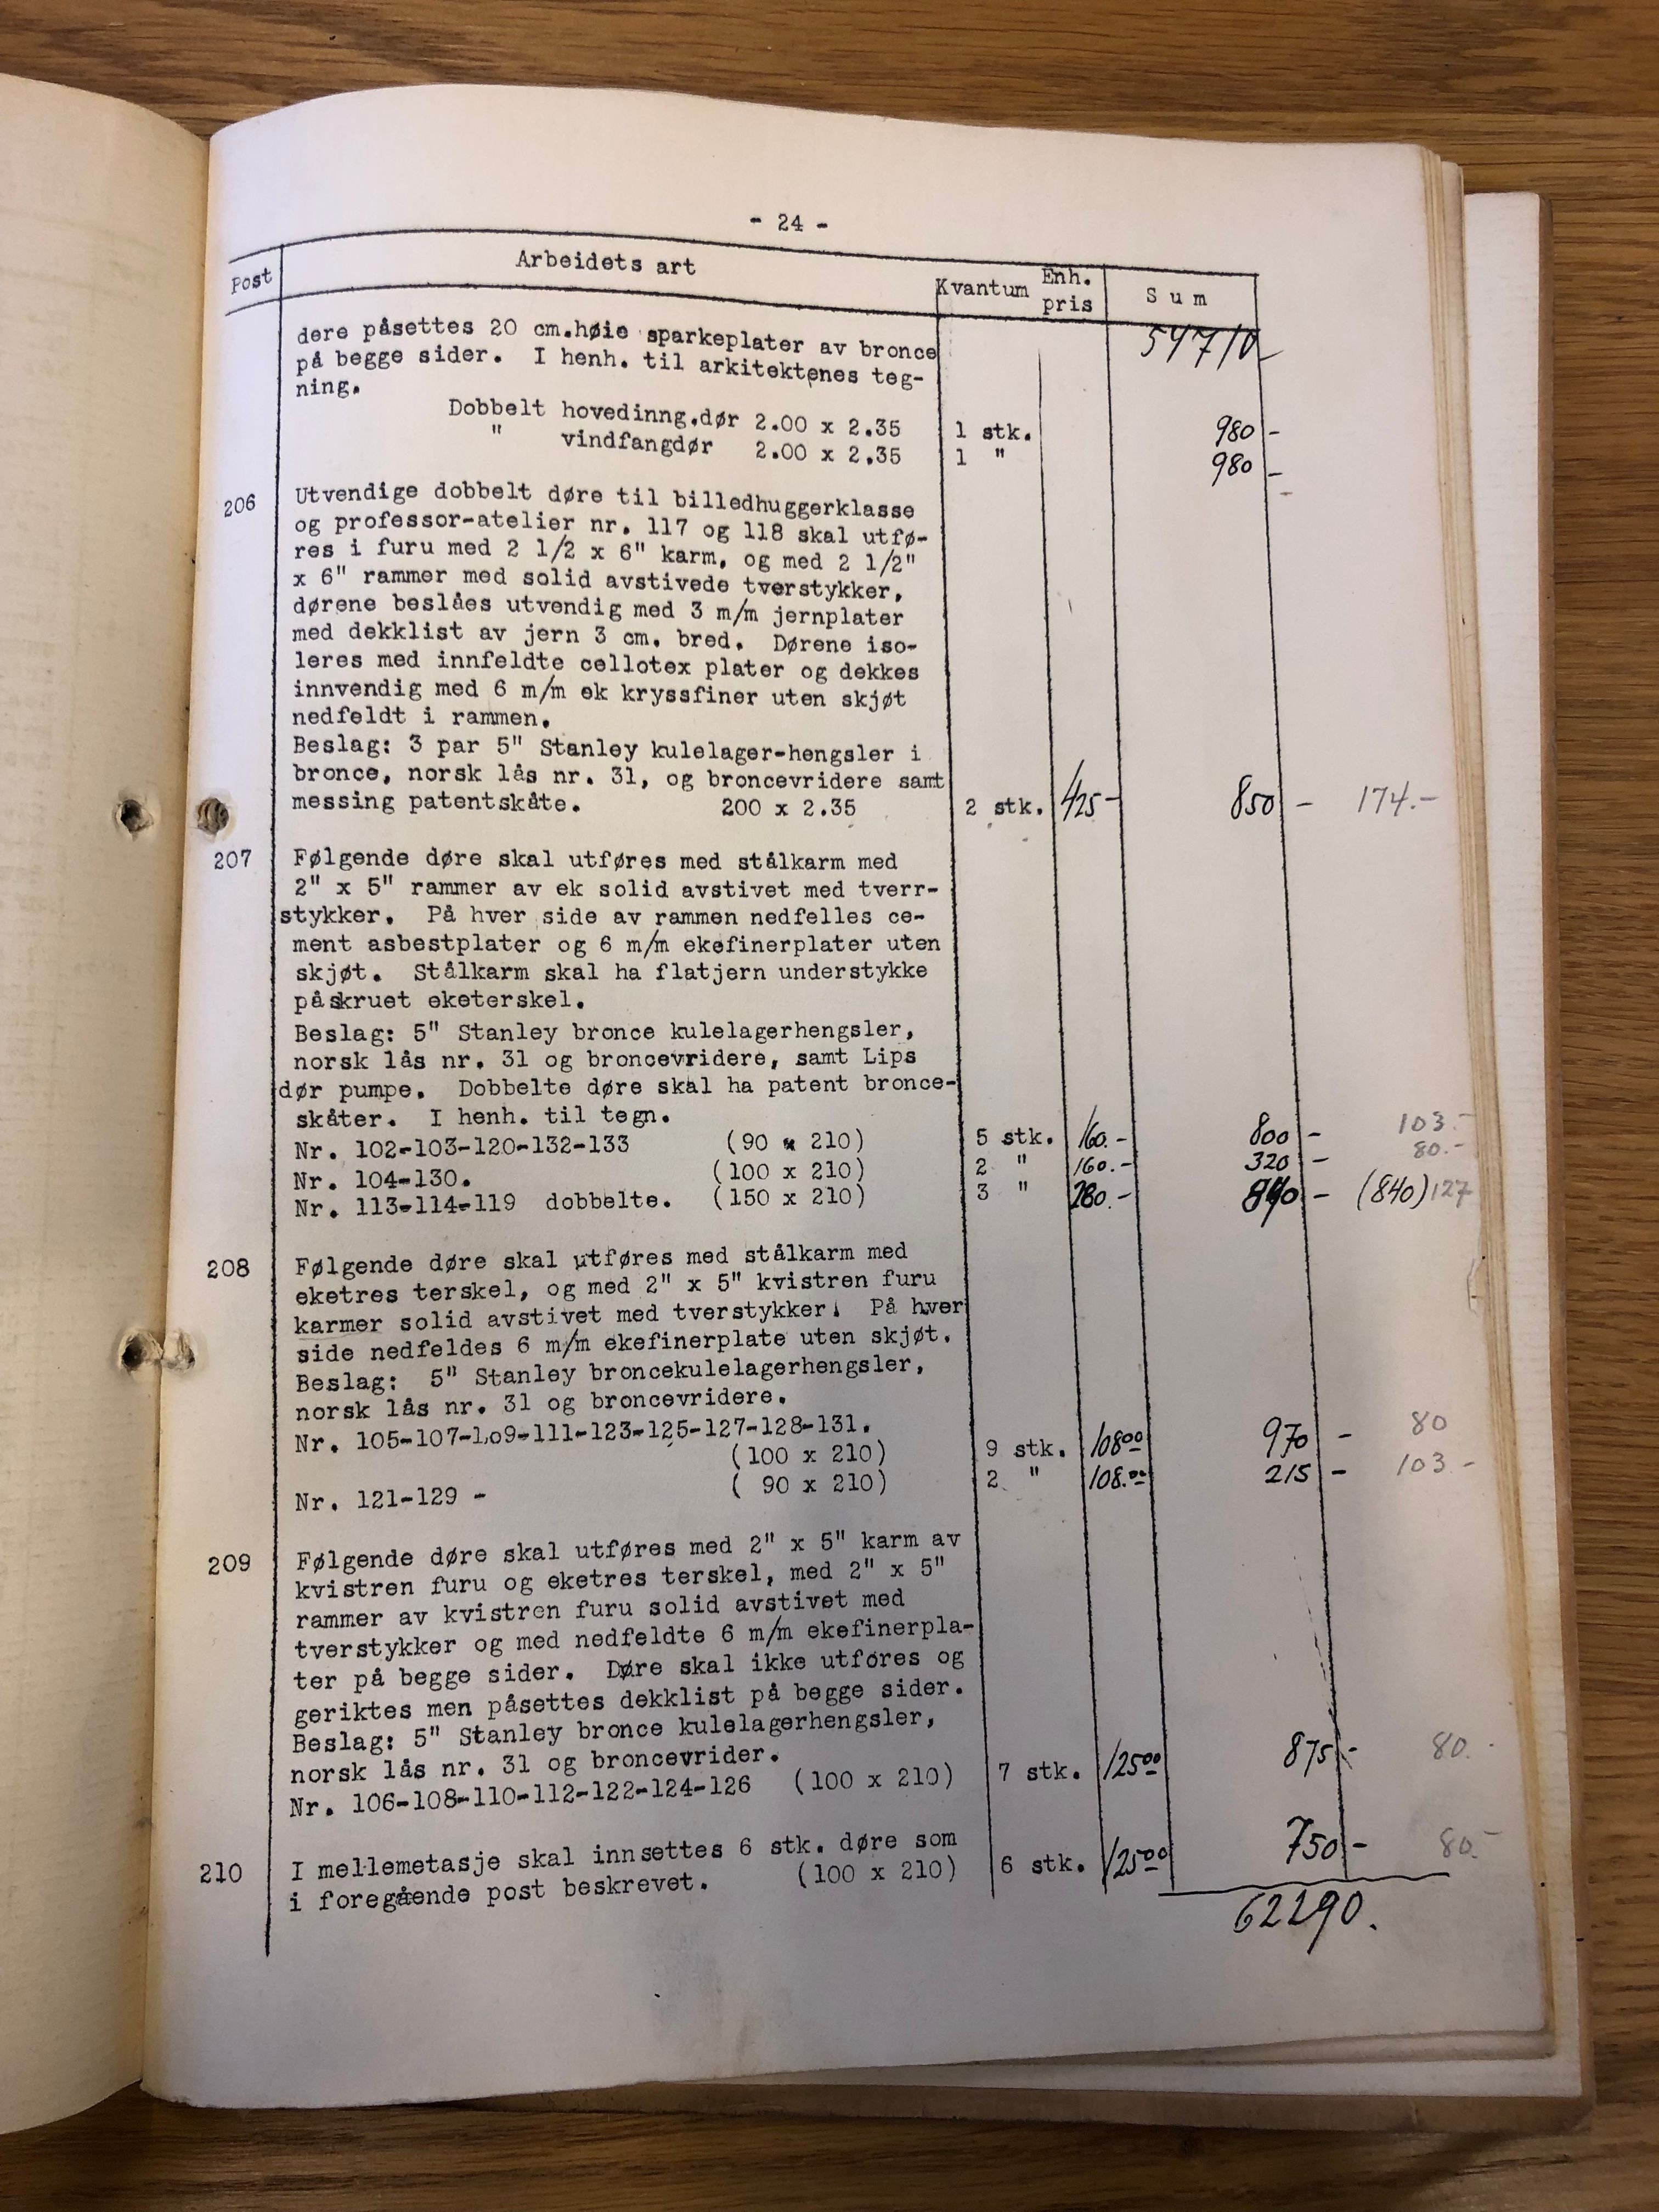 - 24 -
Post Arbeidets art Kvantum Enh. pris Sum
dere påsettes 20 cm.høie sparkeplater av bronce 54710-
på begge sider. I henh. til arkitektenes teg-
ning.
Dobbelt hovedinng.dør 2.00 x 2.35 1 stk. 980 -
" vindfangdør 2.00 x 2.35 1 " 980 -
206 Utvendige dobbelt døre til billedhuggerklasse
og professor-atelier nr. 117 og 118 skal utfø-
res i furu med 2 1/2 x 6" karm, og med 2 1/2"
x 6" rammer med solid avstivede tverstykker,
dørene beslåes utvendig med 3 m/m jernplater
med dekklist av jern 3 cm. bred. Dørene iso-
leres med innfeldte cellotex plater og dekkes
innvendig med 6 m/m ek kryssfiner uten skjøt
nedfeldt i rammen.
Beslag: 3 par 5" Stanley kulelager-hengsler i
bronce, norsk lås nr. 31, og broncevridere samt
messing patentskåte. 200 x 2.35 2 stk. 425- 850 - 174.-
207 Følgende døre skal utføres med stålkarm med
2" x 5" rammer av ek solid avstivet med tverr-
stykker. På hver side av rammen nedfelles ce-
ment asbestplater og 6 m/m ekefinerplater uten
skjøt. Stålkarm skal ha flatjern understykke
påskruet eketerskel.
Beslag: 5" Stanley bronce kulelagerhengsler,
norsk lås nr. 31 og broncevridere, samt Lips
dør pumpe. Dobbelte døre skal ha patent bronce-
skåter. I henh. til tegn.
Nr. 102-103-120-132-133 (90 x 210) 5 stk. 160.- 800 - 103.-
Nr. 104-130. (100 x 210) 2 " 160.- 320 - 80.-
Nr. 113-114-119 dobbelte. (150 x 210) 3 " 280.- 840 - (840) 127
208 Følgende døre skal utføres med stålkarm med
eketres terskel, og med 2" x 5" kvistren furu
karmer solid avstivet med tverstykker. På hver
side nedfeldes 6 m/m ekefinerplate uten skjøt.
Beslag: 5" Stanley broncekulelagerhengsler,
norsk lås nr. 31 og broncevridere.
Nr. 105-107-109-111-123-125-127-128-131.
(100 x 210) 9 stk. 10800 970 - 80
Nr. 121-129 - ( 90 x 210) 2 " 108.00 215 - 103 -
209 Følgende døre skal utføres med 2" x 5" karm av
kvistren furu og eketres terskel, med 2" x 5"
rammer av kvistren furu solid avstivet med
tverstykker og med nedfeldte 6 m/m ekefinerpla-
ter på begge sider. Døre skal ikke utføres og
geriktes men påsettes dekklist på begge sider.
Beslag: 5" Stanley bronce kulelagerhengsler,
norsk lås nr. 31 og broncevrider.
Nr. 106-108-110-112-122-124-126 (100 x 210) 7 stk. 12500 875 - 80.-
210 I mellemetasje skal innsettes 6 stk. døre som
i foregående post beskrevet. (100 x 210) 6 stk. 12500 750 - 80.-
62290.